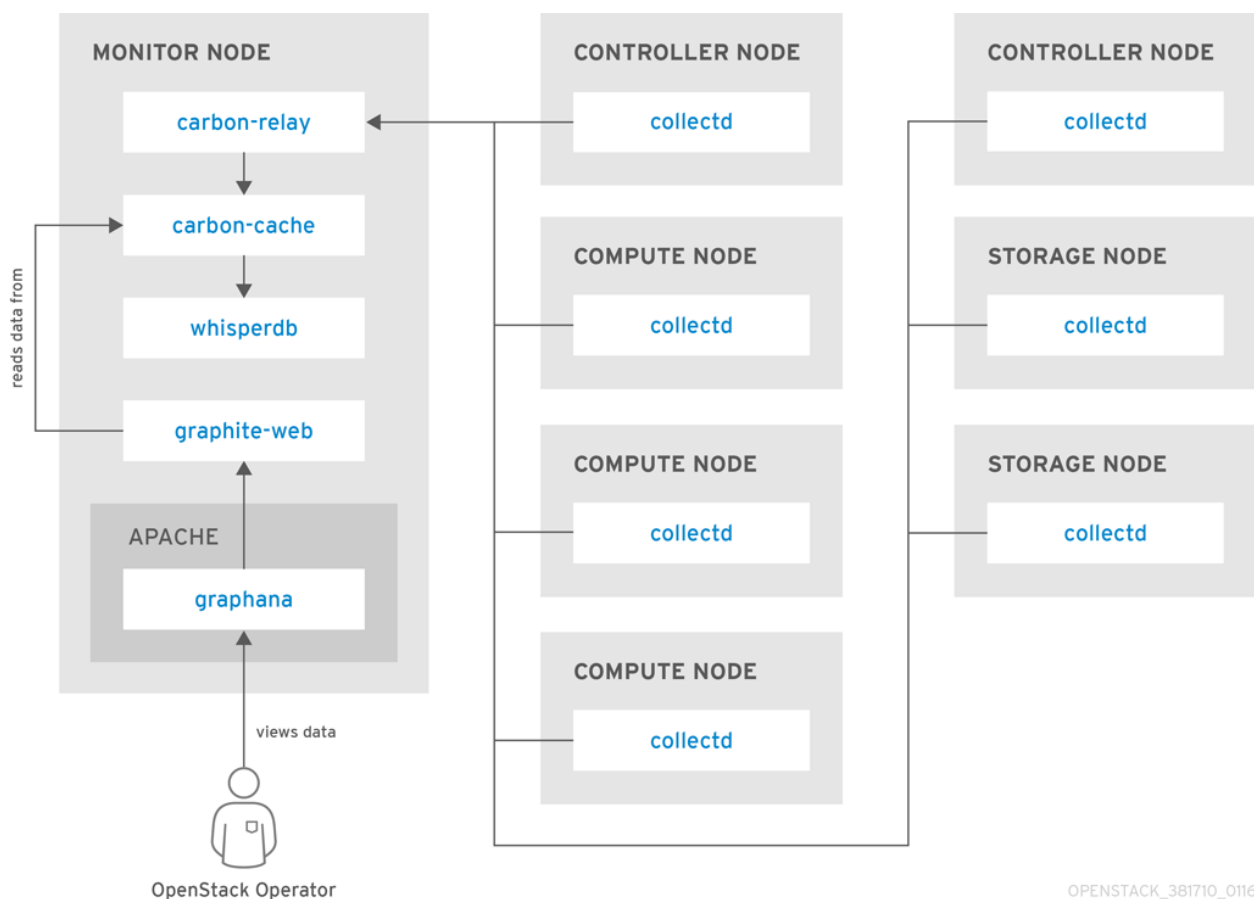 MONITOR NODE
carbon-relay
carbon-cache
whisperdb
reads data from
graphite-web
APACHE
graphana
views data
OpenStack Operator
CONTROLLER NODE
collectd
COMPUTE NODE
collectd
COMPUTE NODE
collectd
COMPUTE NODE
collectd
CONTROLLER NODE
collectd
STORAGE NODE
collectd
STORAGE NODE
collectd
OPENSTACK_381710_0116